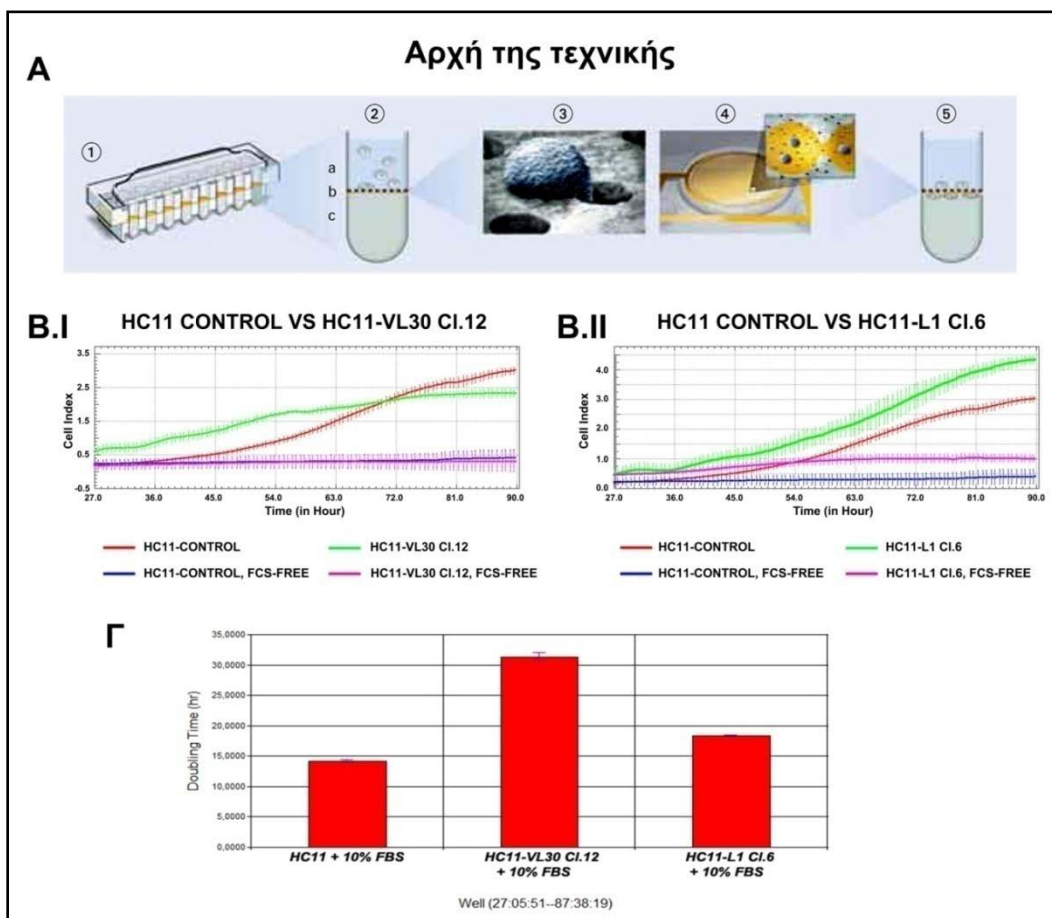 Αρχή της τεχνικής
A
①
②
③
④
⑤
a
b
c
B.I
HC11 CONTROL VS HC11-VL30 Cl.12
Cell Index
3.5
2.5
1.5
0.5
-0.5
27.0 36.0 45.0 54.0 63.0 72.0 81.0 90.0
Time (in Hour)
HC11-CONTROL
HC11-VL30 Cl.12
HC11-CONTROL, FCS-FREE
HC11-VL30 Cl.12, FCS-FREE
B.II
HC11 CONTROL VS HC11-L1 Cl.6
Cell Index
4.0
3.0
2.0
1.0
0.0
27.0 36.0 45.0 54.0 63.0 72.0 81.0 90.0
Time (in Hour)
HC11-CONTROL
HC11-L1 Cl.6
HC11-CONTROL, FCS-FREE
HC11-L1 Cl.6, FCS-FREE
Γ
Doubling Time (hr)
35,0000
30,0000
25,0000
20,0000
15,0000
10,0000
5,0000
0,0000
HC11 + 10% FBS
HC11-VL30 Cl.12
+ 10% FBS
HC11-L1 Cl.6
+ 10% FBS
Well (27:05:51--87:38:19)